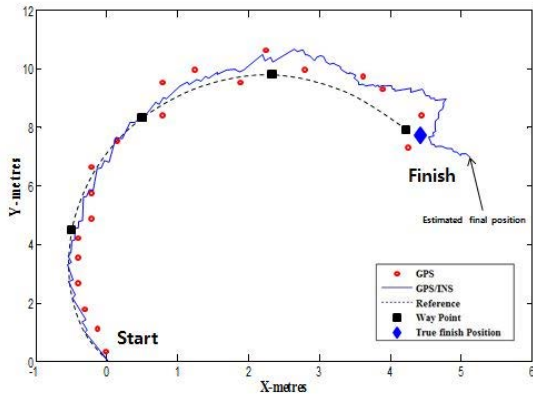 12
10
8
6
4
2
0
-1
0
1
2
3
4
5
6
Y-metres
X-metres
Start
Finish
Estimated final position
GPS
GPS/INS
Reference
Way Point
True finish Position